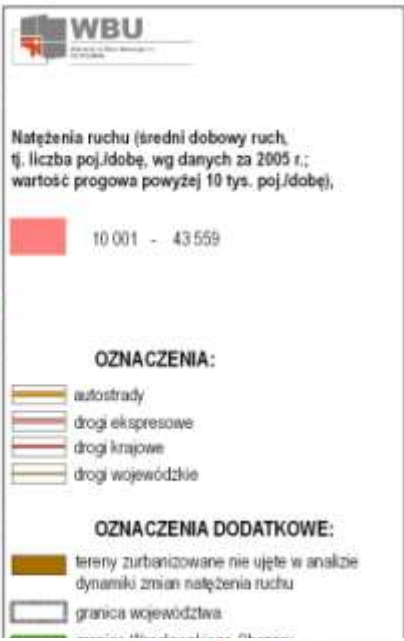 WBU
Natężenia ruchu (średni dobowy ruch,
tj. liczba poj./dobę, wg danych za 2005 r.;
wartość progowa powyżej 10 tys. poj./dobę),
10 001 - 43 559
OZNACZENIA:
autostrady
drogi ekspresowe
drogi krajowe
drogi wojewódzkie
OZNACZENIA DODATKOWE:
tereny zurbanizowane nie ujęte w analizie
dynamiki zmian natężenia ruchu
granica województwa